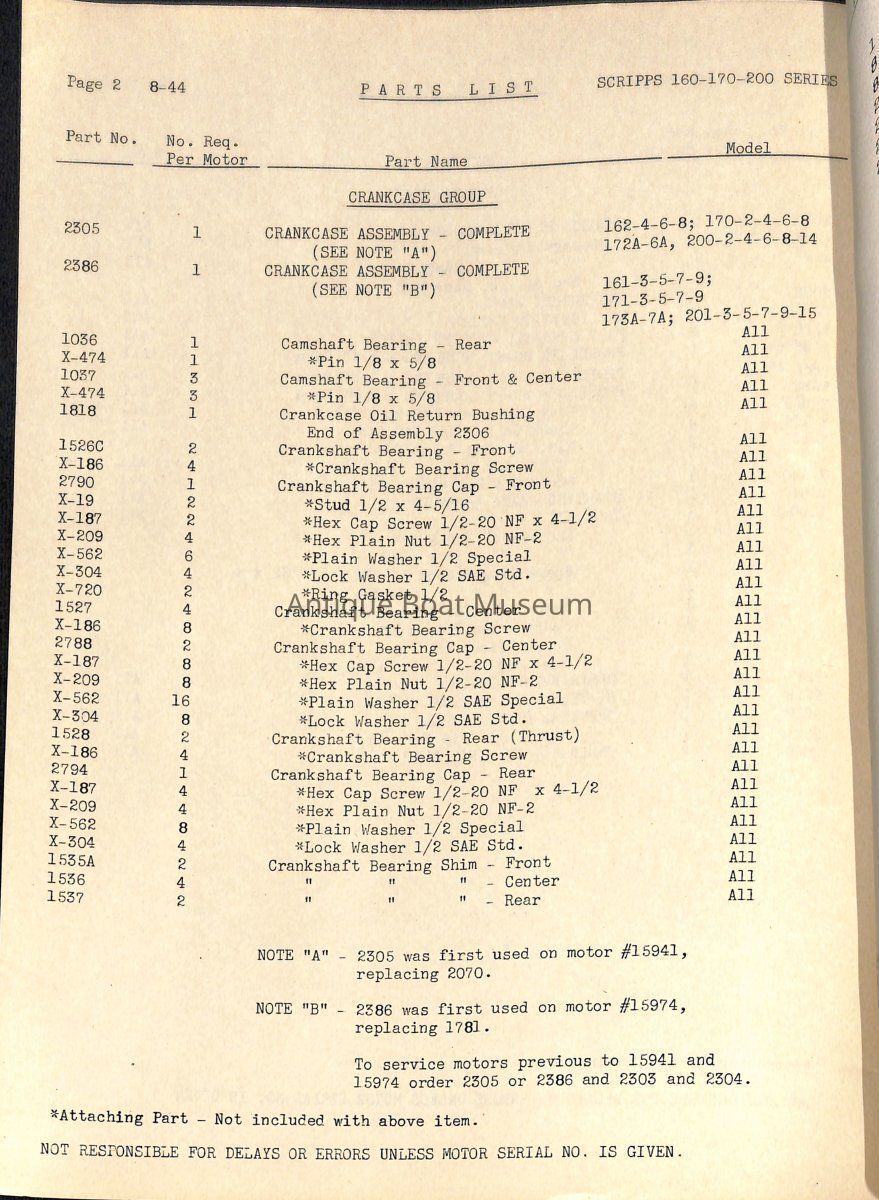 Page 2 8-44 PARTS LIST SCRIPPS 160-170-200 SERIES
Part No. No. Req. Per Motor Part Name Model
CRANKCASE GROUP
2305 1 CRANKCASE ASSEMBLY - COMPLETE 162-4-6-8; 170-2-4-6-8
(SEE NOTE "A") 172A-6A, 200-2-4-6-8-14
2386 1 CRANKCASE ASSEMBLY - COMPLETE
(SEE NOTE "B") 161-3-5-7-9;
171-3-5-7-9
173A-7A; 201-3-5-7-9-15
1036 1 Camshaft Bearing - Rear All
X-474 1 *Pin 1/8 x 5/8 All
1037 3 Camshaft Bearing - Front & Center All
X-474 3 *Pin 1/8 x 5/8 All
1818 1 Crankcase Oil Return Bushing All
End of Assembly 2306
1526C 2 Crankshaft Bearing - Front All
X-186 4 *Crankshaft Bearing Screw All
2790 1 Crankshaft Bearing Cap - Front All
X-19 2 *Stud 1/2 x 4-5/16 All
X-187 2 *Hex Cap Screw 1/2-20 NF x 4-1/2 All
X-209 4 *Hex Plain Nut 1/2-20 NF-2 All
X-562 6 *Plain Washer 1/2 Special All
X-304 4 *Lock Washer 1/2 SAE Std. All
X-720 2 *Ring Gasket 1/2 All
1527 4 Crankshaft Bearing - Center All
X-186 8 *Crankshaft Bearing Screw All
2788 2 Crankshaft Bearing Cap - Center All
X-187 8 *Hex Cap Screw 1/2-20 NF x 4-1/2 All
X-209 8 *Hex Plain Nut 1/2-20 NF-2 All
X-562 16 *Plain Washer 1/2 SAE Special All
X-304 8 *Lock Washer 1/2 SAE Std. All
1528 2 Crankshaft Bearing - Rear (Thrust) All
X-186 4 *Crankshaft Bearing Screw All
2794 1 Crankshaft Bearing Cap - Rear All
X-187 4 *Hex Cap Screw 1/2-20 NF x 4-1/2 All
X-209 4 *Hex Plain Nut 1/2-20 NF-2 All
X-562 8 *Plain Washer 1/2 Special All
X-304 4 *Lock Washer 1/2 SAE Std. All
1535A 2 Crankshaft Bearing Shim - Front All
1536 4 " " " - Center All
1537 2 " " " - Rear All
Antique Boat Museum
NOTE "A" - 2305 was first used on motor #15941,
replacing 2070.
NOTE "B" - 2386 was first used on motor #15974,
replacing 1781.
To service motors previous to 15941 and
15974 order 2305 or 2386 and 2303 and 2304.
*Attaching Part - Not included with above item.
NOT RESPONSIBLE FOR DELAYS OR ERRORS UNLESS MOTOR SERIAL NO. IS GIVEN.